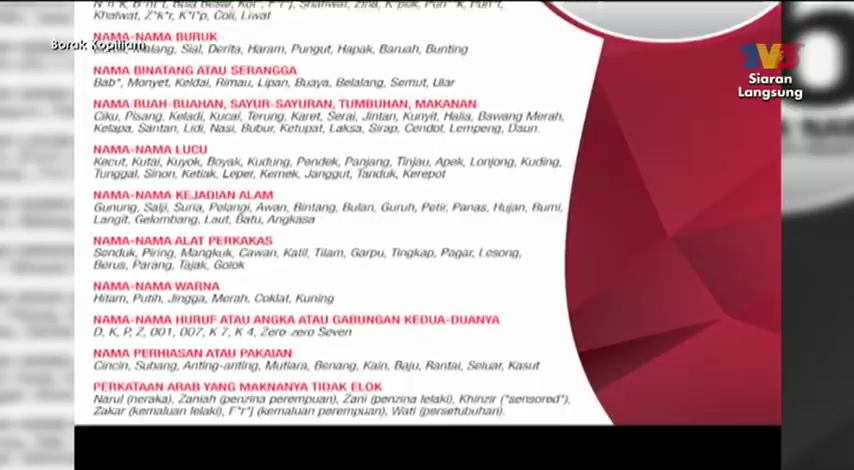 Khalwat, Z*k*r, K*l*p, Coli, Liwat
NAMA-NAMA BURUK
Borak Kopiliam
Malang, Sial, Derita, Haram, Pungut, Hapak, Baruah, Bunting
NAMA BINATANG ATAU SERANGGA
Bab*, Monyet, Keldai, Rimau, Lipan, Buaya, Belalang, Semut, Ular
NAMA BUAH-BUAHAN, SAYUR-SAYURAN, TUMBUHAN, MAKANAN
Ciku, Pisang, Keladi, Kucai, Terung, Karet, Serai, Jintan, Kunyit, Halia, Bawang Merah,
Kelapa, Santan, Lidi, Nasi, Bubur, Ketupat, Laksa, Sirap, Cendol, Lempeng, Daun.
NAMA-NAMA LUCU
Kecut, Kutai, Kuyok, Boyak, Kudung, Pendek, Panjang, Tinjau, Apek, Lonjong, Kuding,
Tunggal, Sinon, Ketiak, Leper, Kemek, Janggut, Tanduk, Kerepot
NAMA-NAMA KEJADIAN ALAM
Gunung, Salji, Suria, Pelangi, Awan, Bintang, Bulan, Guruh, Petir, Panas, Hujan, Bumi,
Langit, Gelombang, Laut, Batu, Angkasa
NAMA-NAMA ALAT PERKAKAS
Senduk, Piring, Mangkuk, Cawan, Katil, Tilam, Garpu, Tingkap, Pagar, Lesong,
Berus, Parang, Tajak, Golok
NAMA-NAMA WARNA
Hitam, Putih, Jingga, Merah, Coklat, Kuning
NAMA-NAMA HURUF ATAU ANGKA ATAU GABUNGAN KEDUA-DUANYA
D, K, P, Z, 001, 007, K 7, K 4, Zero-zero Seven
NAMA PERHIASAN ATAU PAKAIAN
Cincin, Subang, Anting-anting, Mutiara, Benang, Kain, Baju, Rantai, Seluar, Kasut
PERKATAAN ARAB YANG MAKNANYA TIDAK ELOK
Narul (neraka), Zaniah (penzina perempuan), Zani (penzina lelaki), Khinzir (*sensored*),
Zakar (kemaluan lelaki), F*r*j (kemaluan perempuan), Wati (persetubuhan).
TV3
Siaran
Langsung